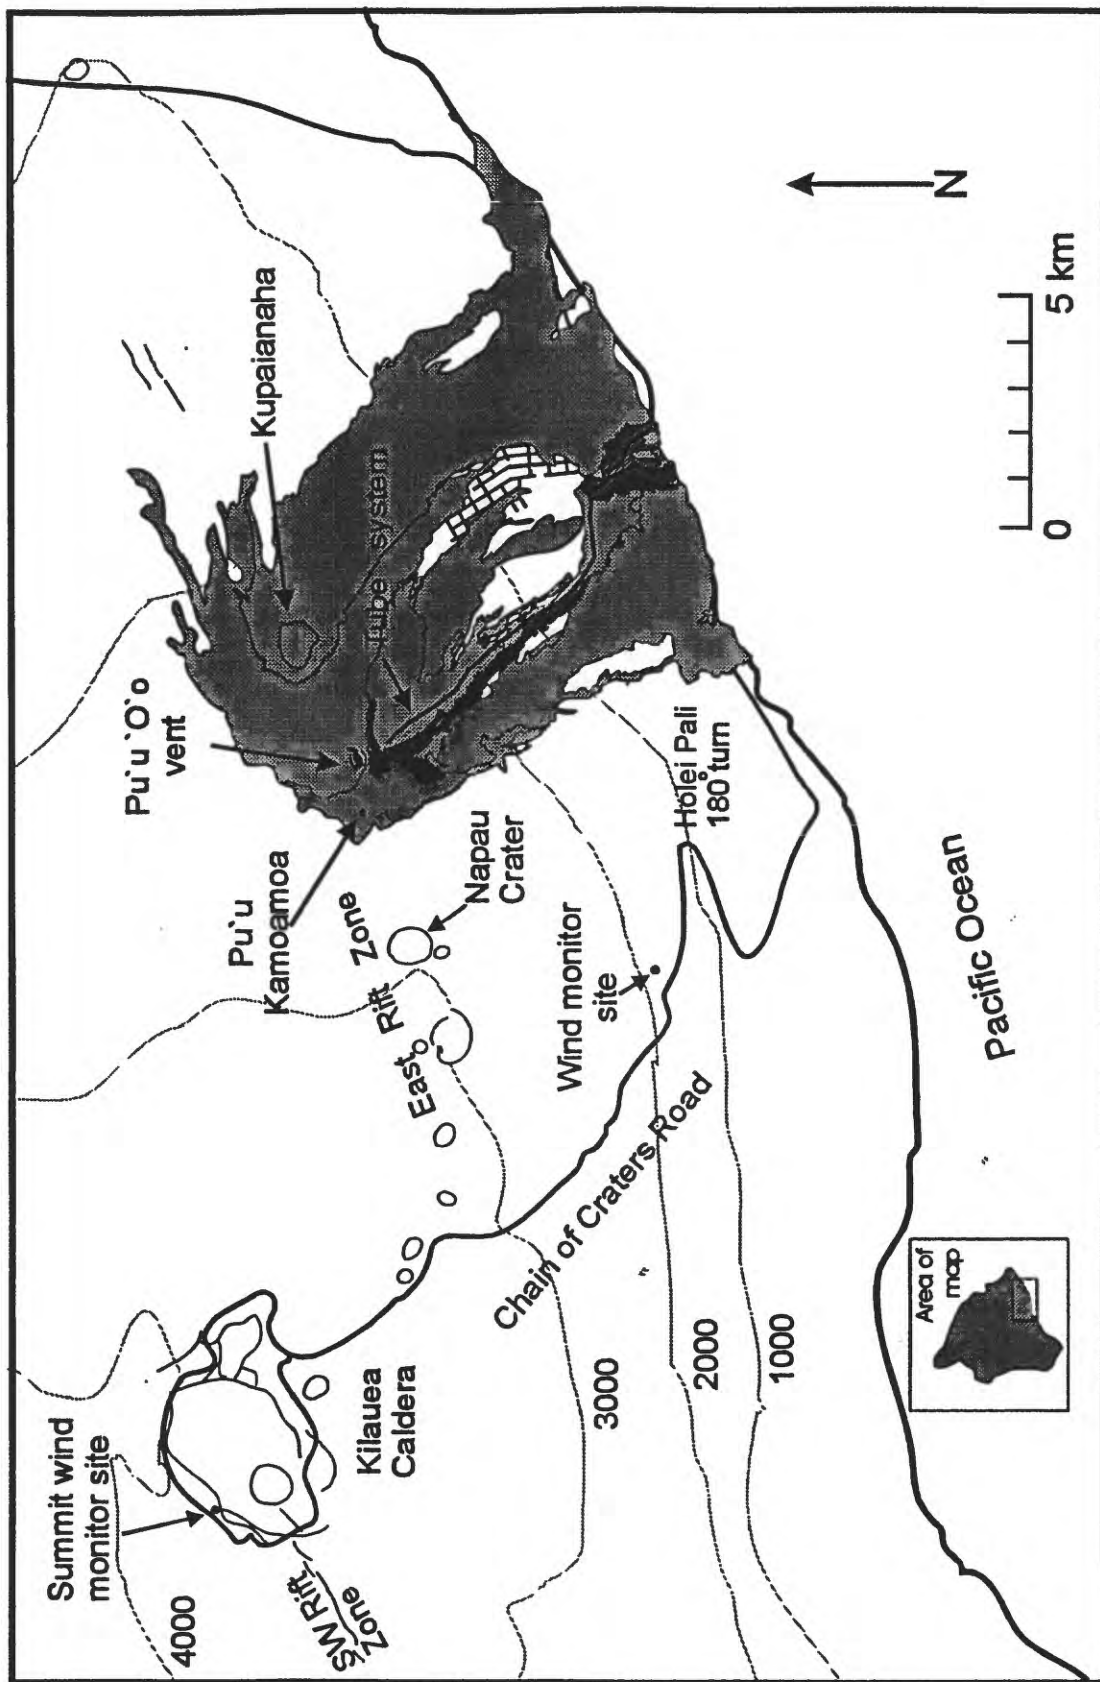 Summit wind
monitor site
4000
SW Rift
Zone
Kilauea
Caldera
3000
2000
1000
Chain of Craters Road
East Rift Zone
Pu`u
Kamoamoa
Napau
Crater
Wind monitor
site
Pu`u `O`o
vent
Kupaianaha
tube system
Holei Pali
180° turn
Pacific Ocean
Area of
map
0
5 km
N